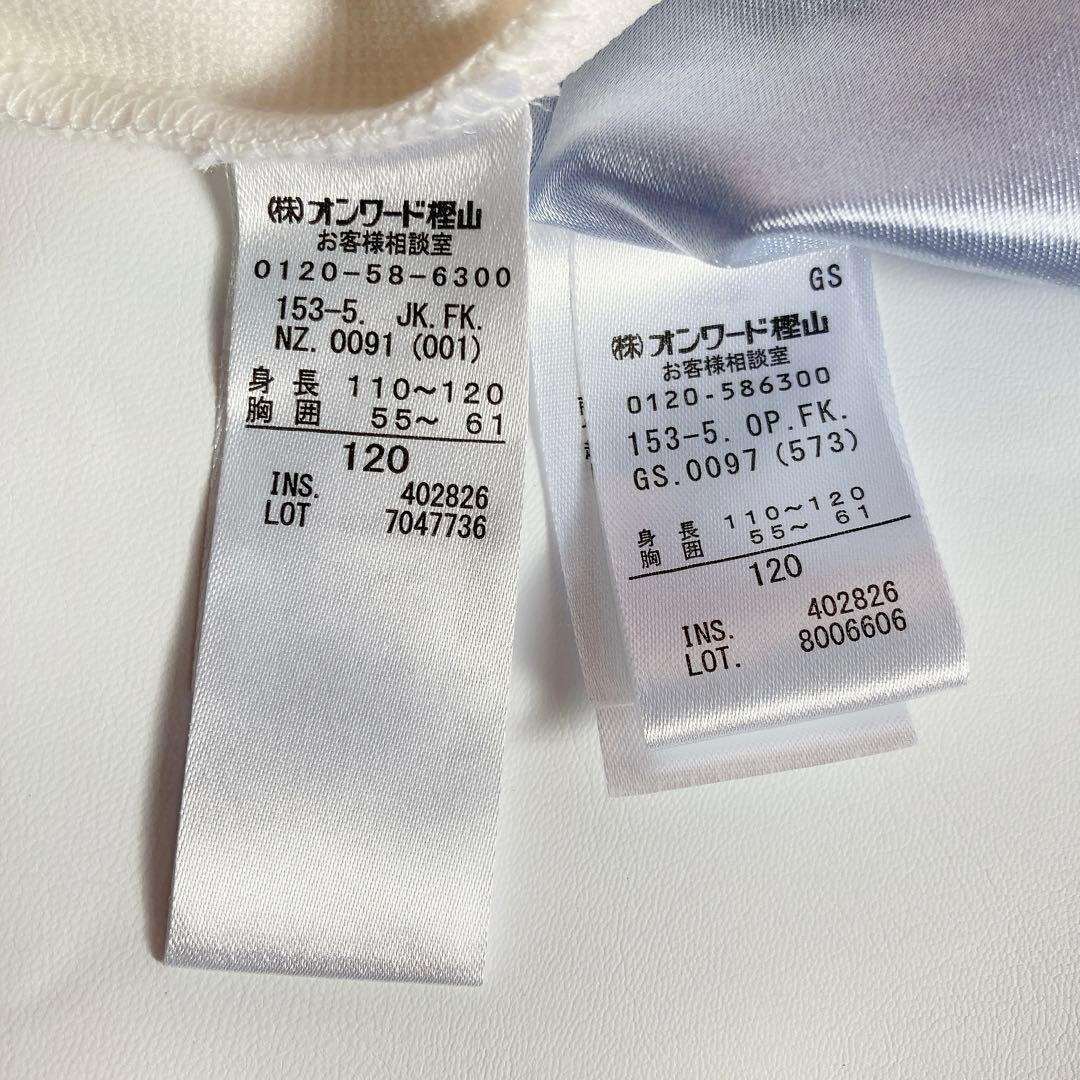 (株)オンワード樫山
お客様相談室
0120-58-6300
153-5. JK.FK.
NZ.0091 (001)
身長 110~120
胸囲 55~ 61
120
INS. 402826
LOT 7047736
GS
(株)オンワード樫山
お客様相談室
0120-586300
153-5. OP.FK.
GS.0097 (573)
身長 110~120
胸囲 55~ 61
120
INS. 402826
LOT. 8006606